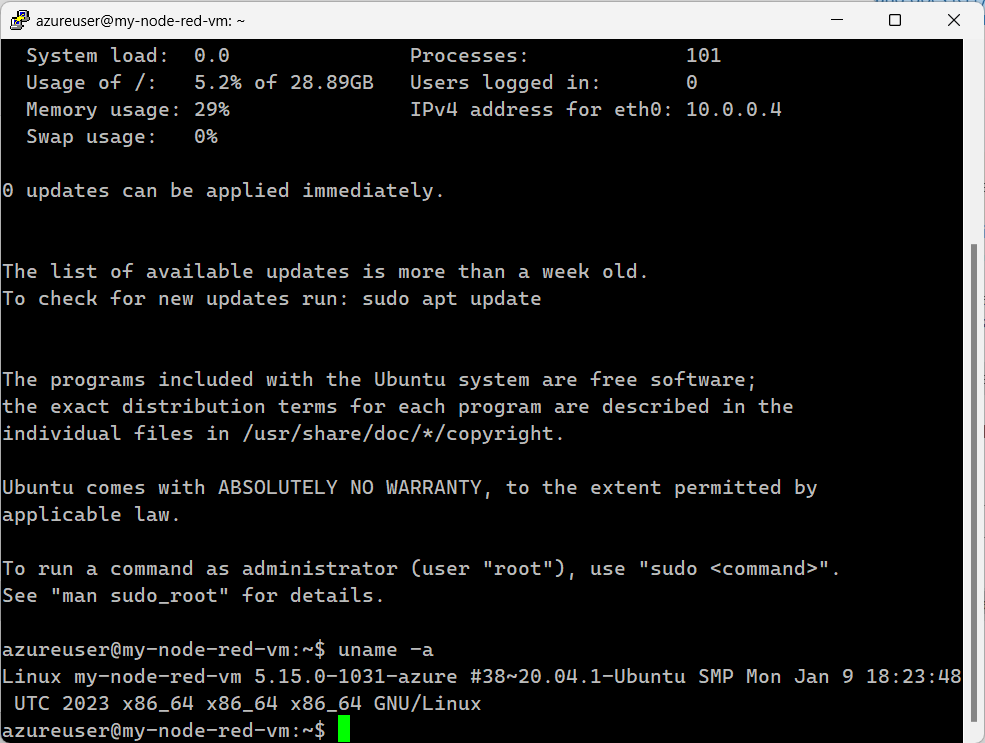 azureuser@my-node-red-vm: ~
System load: 0.0 Processes: 101
Usage of /: 5.2% of 28.89GB Users logged in: 0
Memory usage: 29% IPv4 address for eth0: 10.0.0.4
Swap usage: 0%
0 updates can be applied immediately.
The list of available updates is more than a week old.
To check for new updates run: sudo apt update
The programs included with the Ubuntu system are free software;
the exact distribution terms for each program are described in the
individual files in /usr/share/doc/*/copyright.
Ubuntu comes with ABSOLUTELY NO WARRANTY, to the extent permitted by
applicable law.
To run a command as administrator (user "root"), use "sudo <command>".
See "man sudo_root" for details.
azureuser@my-node-red-vm:~$ uname -a
Linux my-node-red-vm 5.15.0-1031-azure #38~20.04.1-Ubuntu SMP Mon Jan 9 18:23:48
UTC 2023 x86_64 x86_64 x86_64 GNU/Linux
azureuser@my-node-red-vm:~$